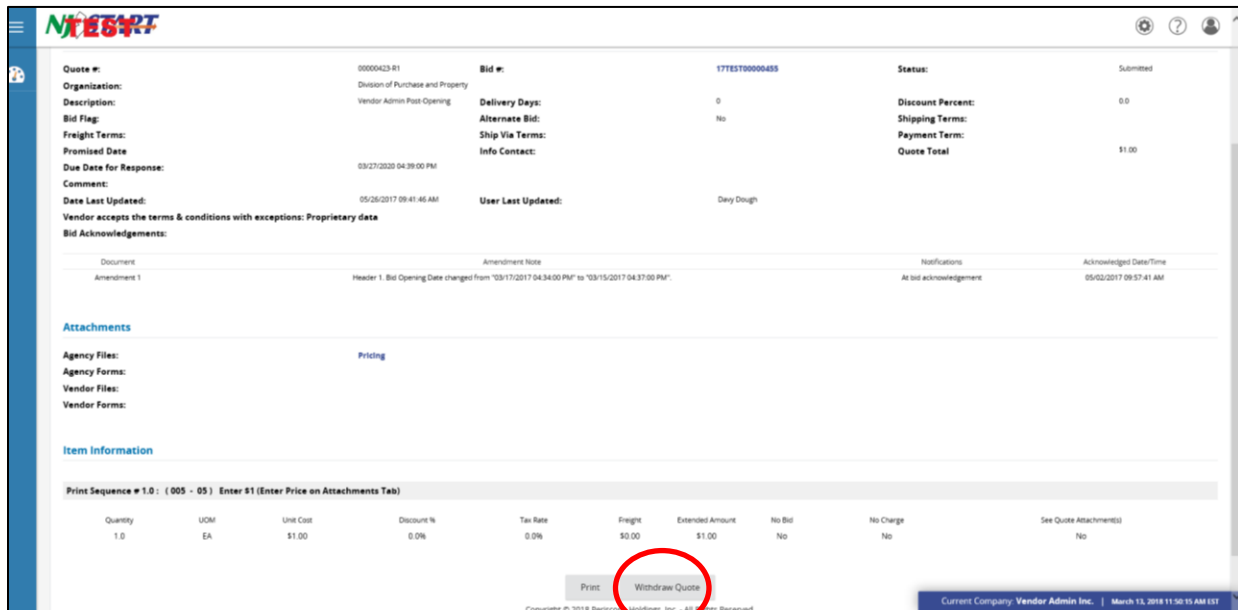 NJSTART TEST
Quote #: 00000423-R1 Bid #: 17TEST00000455 Status: Submitted
Organization: Division of Purchase and Property
Description: Vendor Admin Post-Opening Delivery Days: 0 Discount Percent: 0.0
Bid Flag: Alternate Bid: No Shipping Terms:
Freight Terms: Ship Via Terms: Payment Term:
Promised Date Info Contact: Quote Total $1.00
Due Date for Response: 03/27/2020 04:39:00 PM
Comment:
Date Last Updated: 05/26/2017 09:41:46 AM User Last Updated: Davy Dough
Vendor accepts the terms & conditions with exceptions: Proprietary data
Bid Acknowledgements:
Document Amendment Note Notifications Acknowledged Date/Time
Amendment 1 Header 1. Bid Opening Date changed from "03/17/2017 04:34:00 PM" to "03/15/2017 04:37:00 PM". At bid acknowledgement 05/02/2017 09:57:41 AM
Attachments
Agency Files: Pricing
Agency Forms:
Vendor Files:
Vendor Forms:
Item Information
Print Sequence # 1.0 : ( 005 - 05 ) Enter $1 (Enter Price on Attachments Tab)
Quantity UOM Unit Cost Discount % Tax Rate Freight Extended Amount No Bid No Charge See Quote Attachment(s)
1.0 EA $1.00 0.0% 0.0% $0.00 $1.00 No No No
Print Withdraw Quote
Copyright © 2018 Periscope Holdings, Inc. - All Rights Reserved.
Current Company: Vendor Admin Inc. | March 13, 2018 11:50:15 AM EST